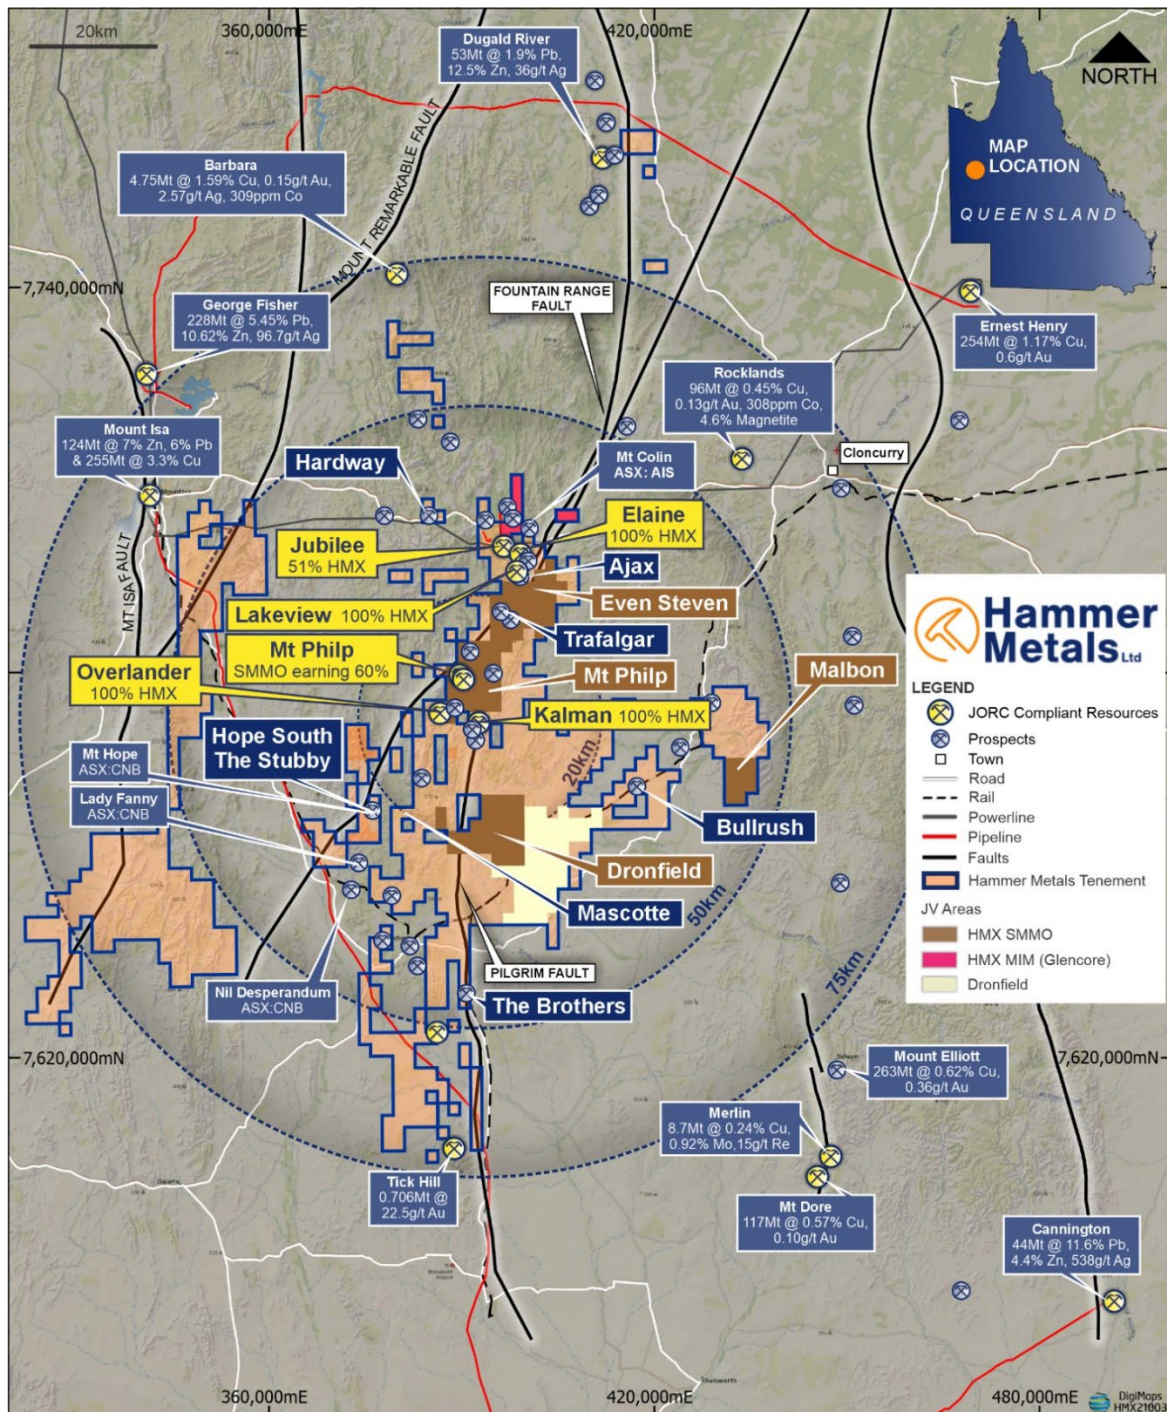 20km
360,000mE
420,000mE
Dugald River
53Mt @ 1.9% Pb,
12.5% Zn, 36g/t Ag
NORTH
MAP
LOCATION
QUEENSLAND
Barbara
4.75Mt @ 1.59% Cu, 0.15g/t Au,
2.57g/t Ag, 309ppm Co
MOUNT REMARKABLE FAULT
7,740,000mN
7,740,000mN
FOUNTAIN RANGE
FAULT
George Fisher
228Mt @ 5.45% Pb,
10.62% Zn, 96.7g/t Ag
Ernest Henry
254Mt @ 1.17% Cu,
0.6g/t Au
Rocklands
96Mt @ 0.45% Cu,
0.13g/t Au, 308ppm Co,
4.6% Magnetite
Mount Isa
124Mt @ 7% Zn, 6% Pb
& 255Mt @ 3.3% Cu
Cloncurry
Hardway
Mt Colin
ASX: AIS
Elaine
100% HMX
Jubilee
51% HMX
Ajax
MT ISA FAULT
Even Steven
Lakeview 100% HMX
Trafalgar
Mt Philp
SMMO earning 60%
Mt Philp
Malbon
Overlander
100% HMX
Kalman 100% HMX
Hope South
The Stubby
Mt Hope
ASX:CNB
20km
Lady Fanny
ASX:CNB
Bullrush
Dronfield
Mascotte
50km
75km
PILGRIM FAULT
Nil Desperandum
ASX:CNB
The Brothers
Hammer
Metals Ltd
LEGEND
JORC Compliant Resources
Prospects
Town
Road
Rail
Powerline
Pipeline
Faults
Hammer Metals Tenement
JV Areas
HMX SMMO
HMX MIM (Glencore)
Dronfield
7,620,000mN
7,620,000mN
Mount Elliott
263Mt @ 0.62% Cu,
0.36g/t Au
Merlin
8.7Mt @ 0.24% Cu,
0.92% Mo,15g/t Re
Tick Hill
0.706Mt @
22.5g/t Au
Mt Dore
117Mt @ 0.57% Cu,
0.10g/t Au
Cannington
44Mt @ 11.6% Pb,
4.4% Zn, 538g/t Ag
360,000mE
420,000mE
480,000mE
DigiMaps
HMX21003